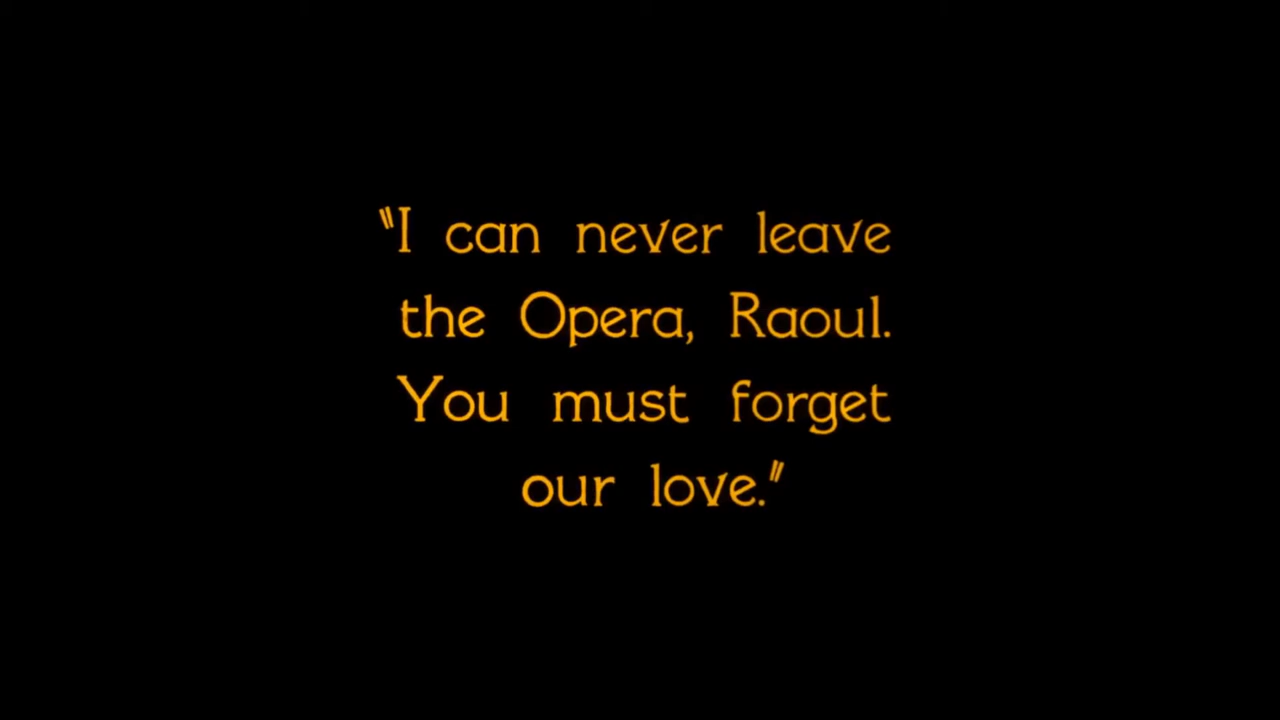 "I can never leave
the Opera, Raoul.
You must forget
our love."